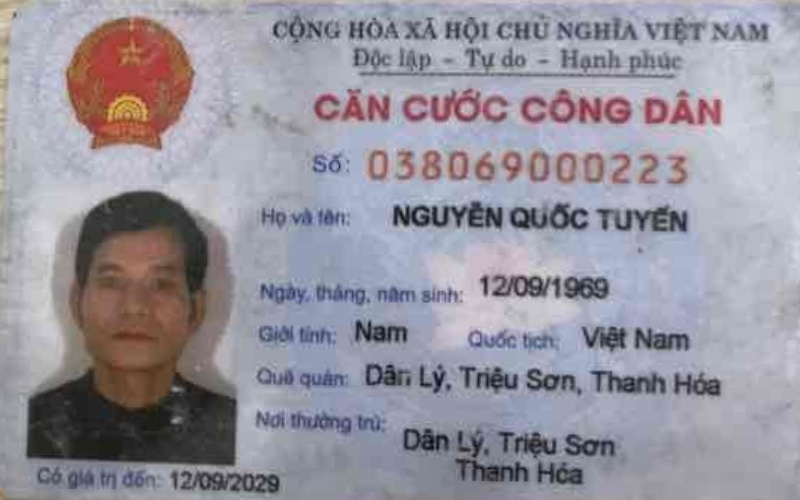 CỘNG HÒA XÃ HỘI CHỦ NGHĨA VIỆT NAM
Độc lập - Tự do - Hạnh phúc
CĂN CƯỚC CÔNG DÂN
Số: 038069000223
Họ và tên: NGUYỄN QUỐC TUYẾN
Ngày, tháng, năm sinh: 12/09/1969
Giới tính: Nam Quốc tịch: Việt Nam
Quê quán: Dân Lý, Triệu Sơn, Thanh Hóa
Nơi thường trú: Dân Lý, Triệu Sơn
Thanh Hóa
Có giá trị đến: 12/09/2029